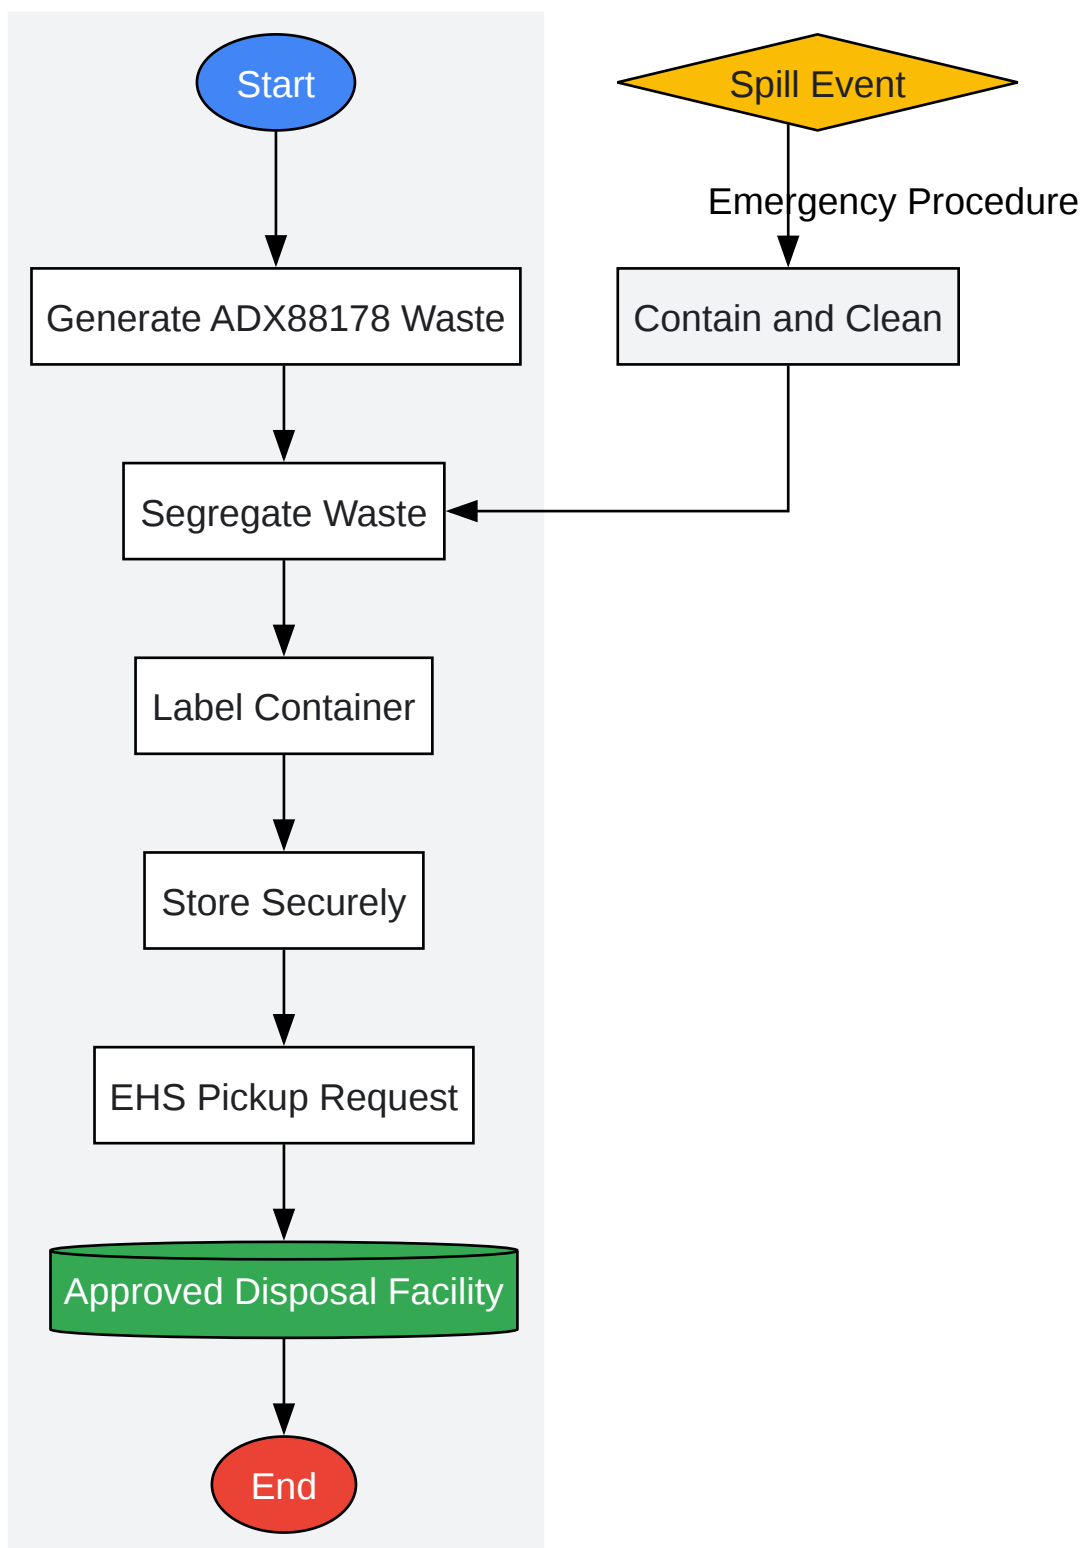 Start
Spill Event
Emergency Procedure
Generate ADX88178 Waste
Contain and Clean
Segregate Waste
Label Container
Store Securely
EHS Pickup Request
Approved Disposal Facility
End